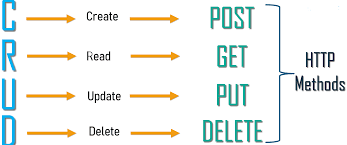 C Create POST
R Read GET
U Update PUT
D Delete DELETE
HTTP
Methods